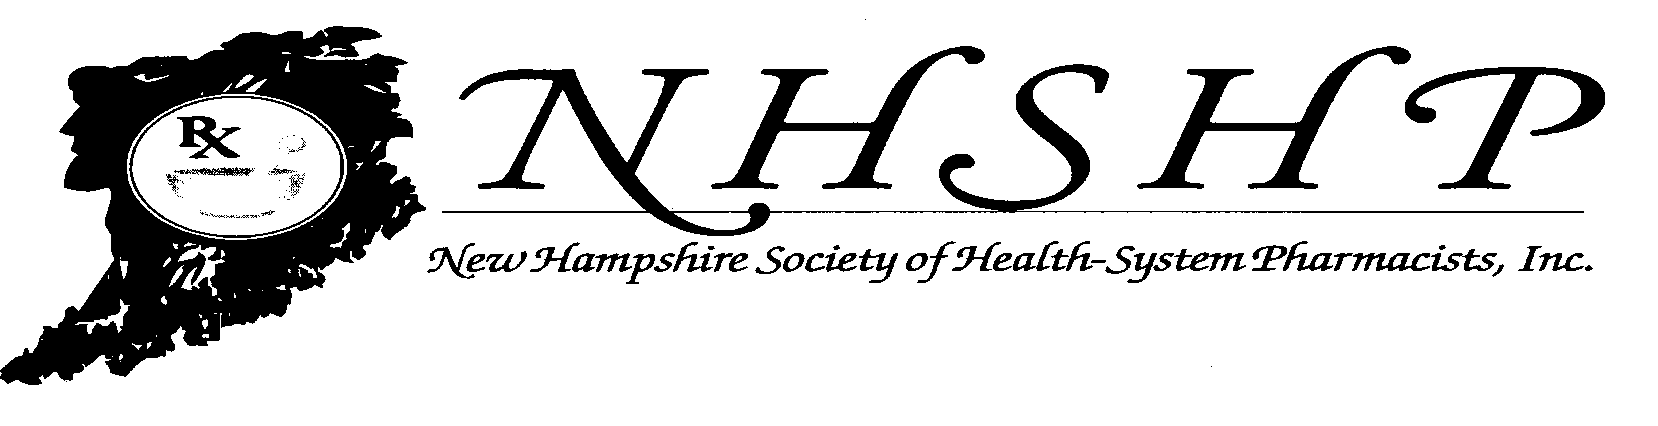 Rx
NHSHP
New Hampshire Society of Health-System Pharmacists, Inc.